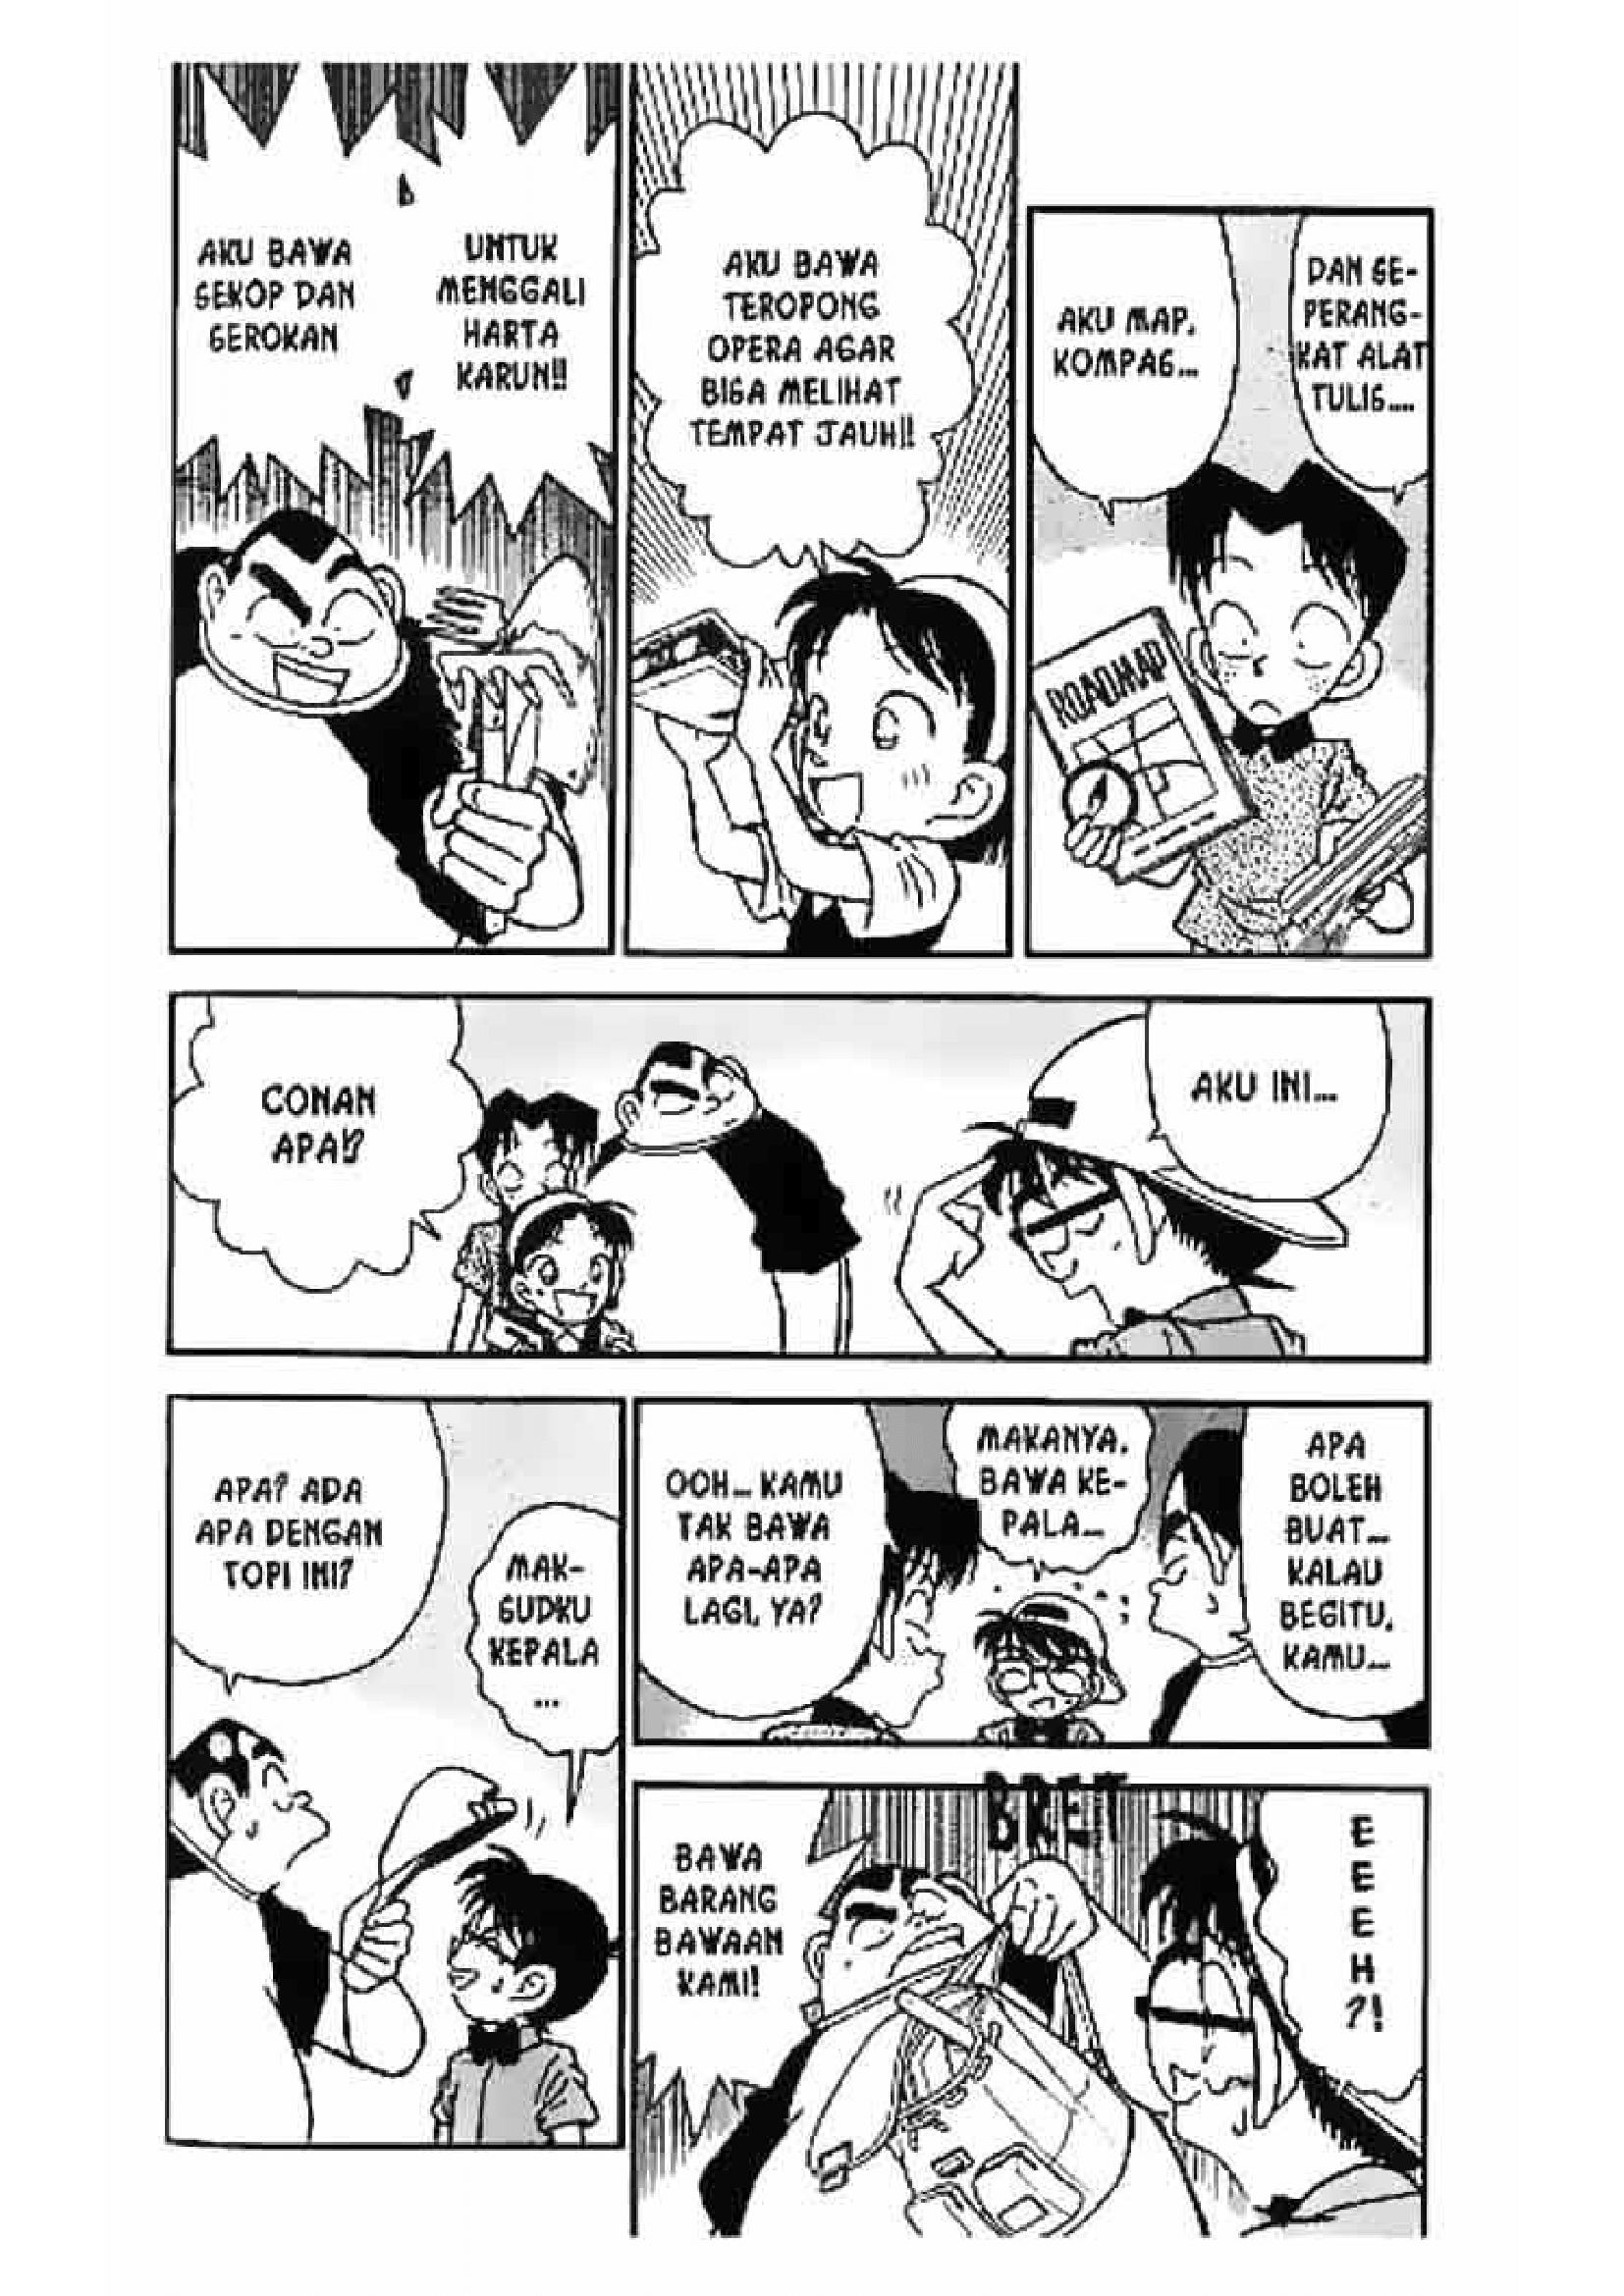 AKU MAP,
KOMPAS...
DAN SE-
PERANG-
KAT ALAT
TULIS....
ROADMAP
AKU BAWA
TEROPONG
OPERA AGAR
BISA MELIHAT
TEMPAT JAUH!!
AKU BAWA
SEKOP DAN
GEROKAN
UNTUK
MENGGALI
HARTA
KARUN!!
CONAN
APA!?
AKU INI...
APA? ADA
APA DENGAN
TOPI INI?
MAK-
SUDKU
KEPALA
...
OOH... KAMU
TAK BAWA
APA-APA
LAGI, YA?
MAKANYA,
BAWA KE-
PALA...
APA
BOLEH
BUAT...
KALAU
BEGITU,
KAMU...
BRET
BAWA
BARANG
BAWAAN
KAMI!
E
E
E
H
?!